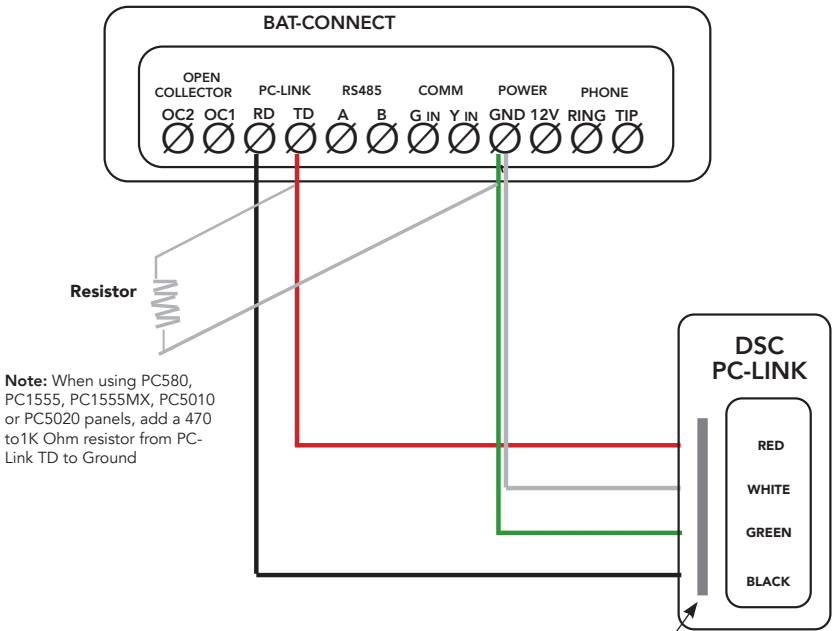 BAT-CONNECT
OPEN
COLLECTOR
PC-LINK
RS485
COMM
POWER
PHONE
OC2 OC1 RD TD A B G IN Y IN GND 12V RING TIP
Resistor
Note: When using PC580,
PC1555, PC1555MX, PC5010
or PC5020 panels, add a 470
to1K Ohm resistor from PC-
Link TD to Ground
DSC
PC-LINK
RED
WHITE
GREEN
BLACK